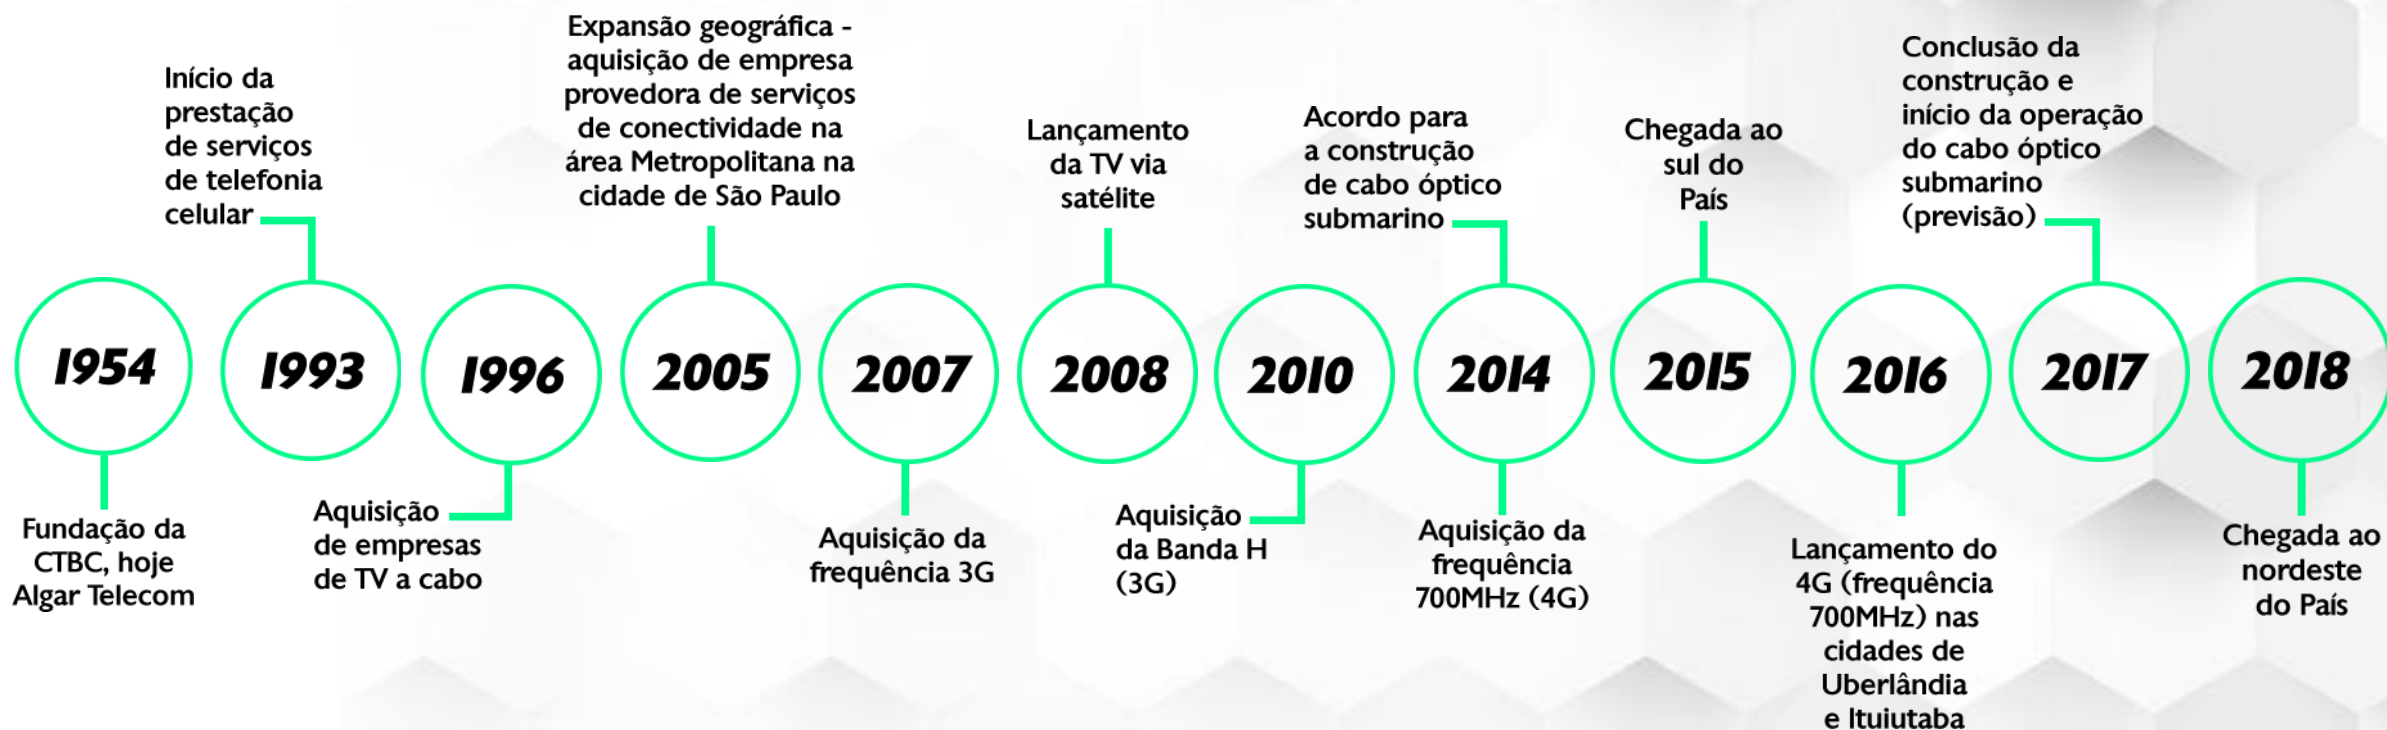 1954
Fundação da
CTBC, hoje
Algar Telecom
Início da
prestação
de serviços
de telefonia
celular
1993
1996
Aquisição
de empresas
de TV a cabo
Expansão geográfica -
aquisição de empresa
provedora de serviços
de conectividade na
área Metropolitana na
cidade de São Paulo
2005
2007
Aquisição da
frequência 3G
Lançamento
da TV via
satélite
2008
2010
Aquisição
da Banda H
(3G)
Acordo para
a construção
de cabo óptico
submarino
2014
Aquisição da
frequência
700MHz (4G)
Chegada ao
sul do
País
2015
2016
Lançamento do
4G (frequência
700MHz) nas
cidades de
Uberlândia
e Ituiutaba
Conclusão da
construção e
início da operação
do cabo óptico
submarino
(previsão)
2017
2018
Chegada ao
nordeste
do País